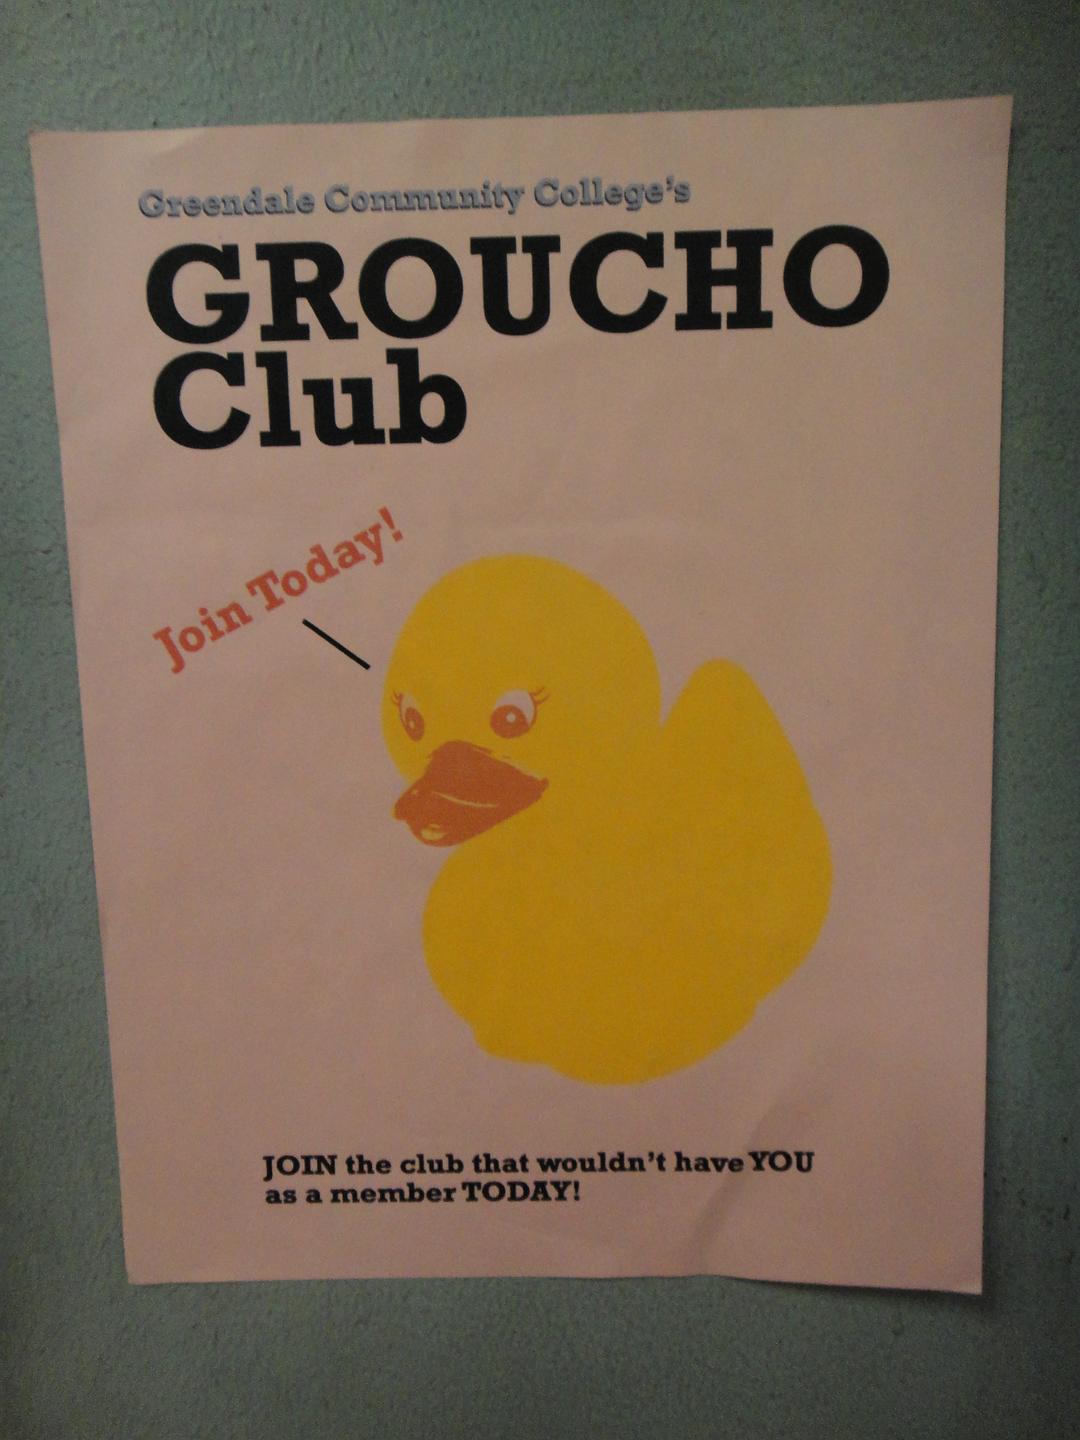 Greendale Community College's
GROUCHO
Club
Join Today!
JOIN the club that wouldn't have YOU
as a member TODAY!